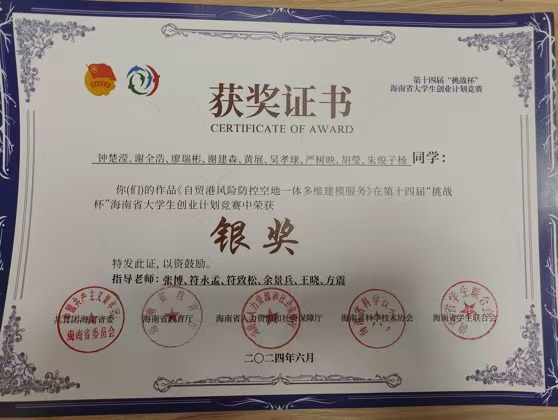 第十四届“挑战杯”
海南省大学生创业计划竞赛
获奖证书
CERTIFICATE OF AWARD
钟楚滢、谢全浩、廖瑞彬、谢建森、黄展、吴孝球、严树映、胡莹、朱俊子杨同学：
你(们)的作品《自贸港风险防控空地一体多维建模服务》在第十四届“挑战
杯”海南省大学生创业计划竞赛中荣获
银奖
特发此证，以资鼓励。
指导老师：张博、符永孟、符致松、余景兵、王晓、方震
共青团海南省委 海南省教育厅 海南省人力资源和社会保障厅 海南省科学技术协会 海南省学生联合会
海南省委员会
二〇二四年六月